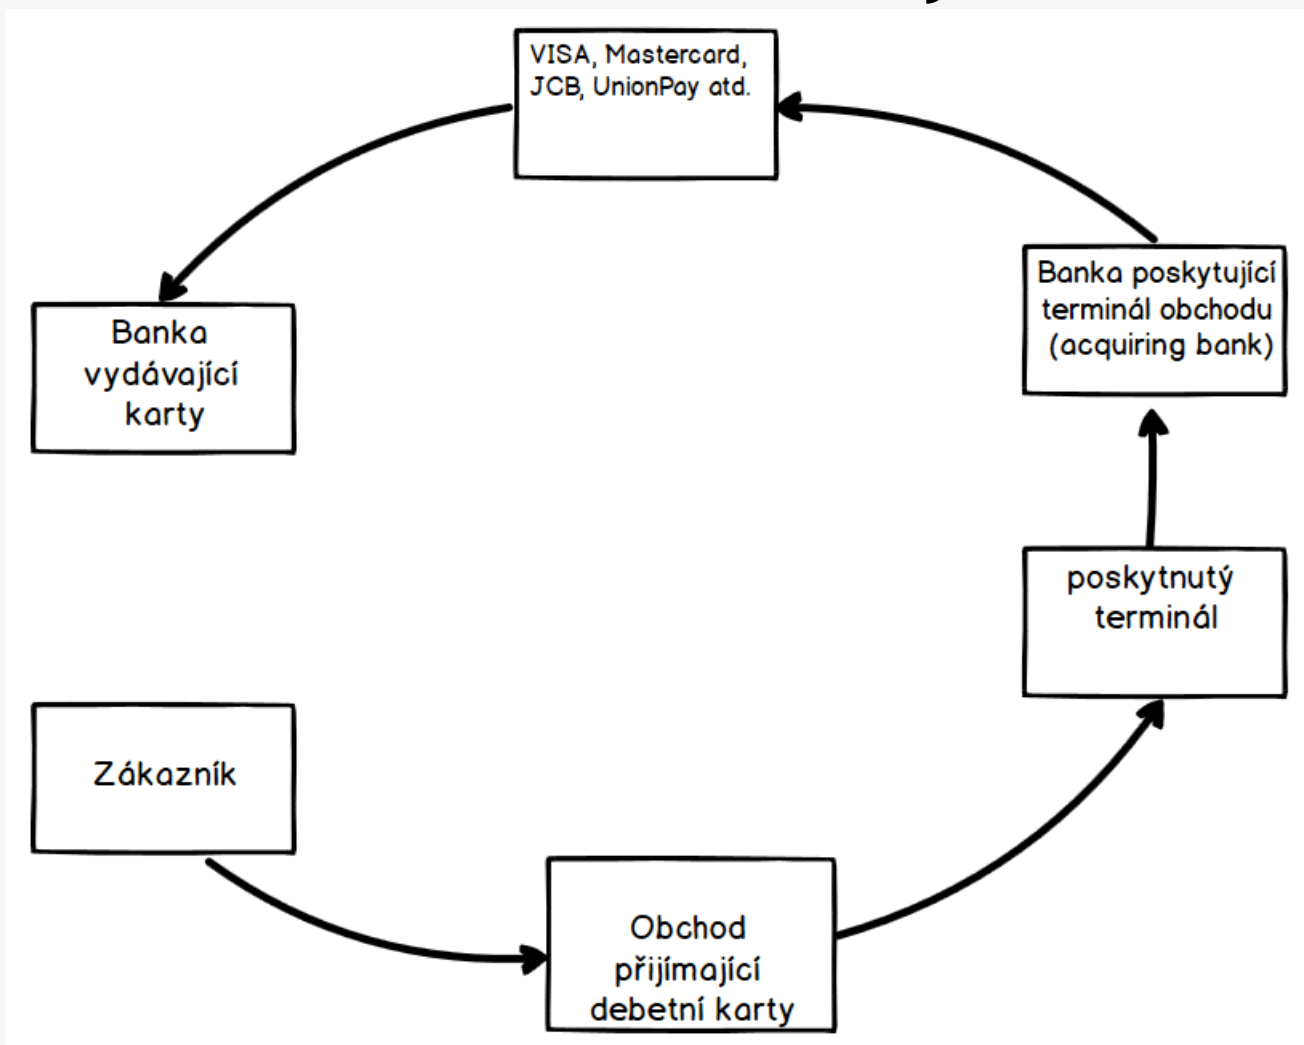 VISA, Mastercard,
JCB, UnionPay atd.
Banka poskytující
terminál obchodu
(acquiring bank)
Banka
vydávající
karty
poskytnutý
terminál
Zákazník
Obchod
přijímající
debetní karty